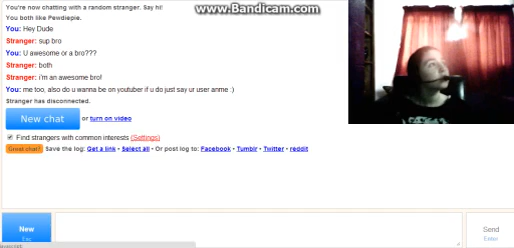 www.Bandicam.com
You're now chatting with a random stranger. Say hi!
You both like Pewdiepie.
You: Hey Dude
Stranger: sup bro
You: U awesome or a bro???
Stranger: both
Stranger: i'm an awesome bro!
You: me too, also do u wanna be on youtuber if u do just say ur user anme :)
Stranger has disconnected.
New chat or turn on video
Find strangers with common interests (Settings)
Great chat? Save the log: Get a link • Select all • Or post log to: Facebook • Tumblr • Twitter • reddit
New
Esc
Send
Enter